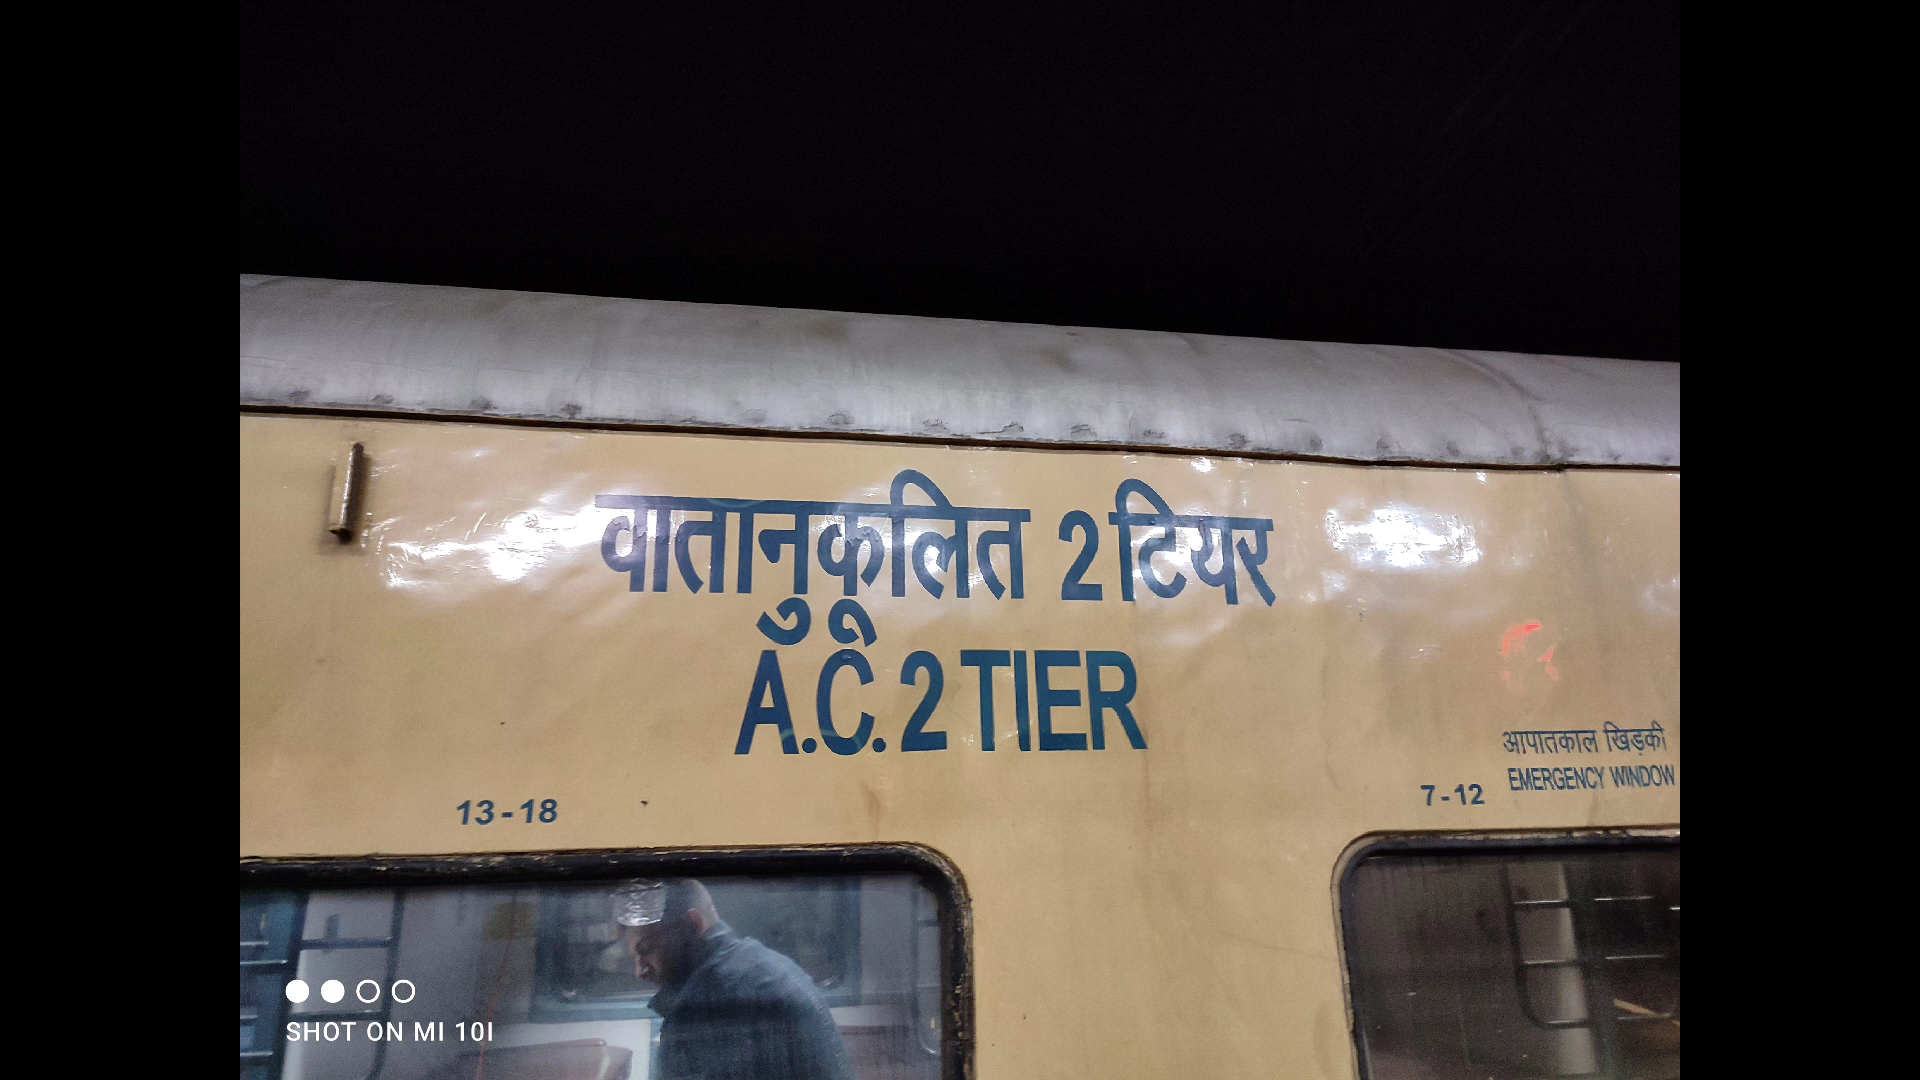 वातानुकूलित 2 टियर
A.C. 2 TIER
13-18
7-12
आपातकाल खिड़की
EMERGENCY WINDOW
SHOT ON MI 10I